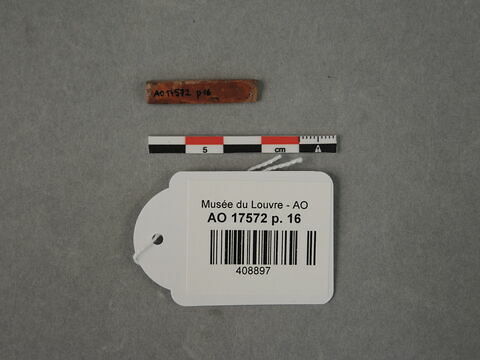 AO 17572 p. 16
5 cm A
Musée du Louvre - AO
AO 17572 p. 16
408897